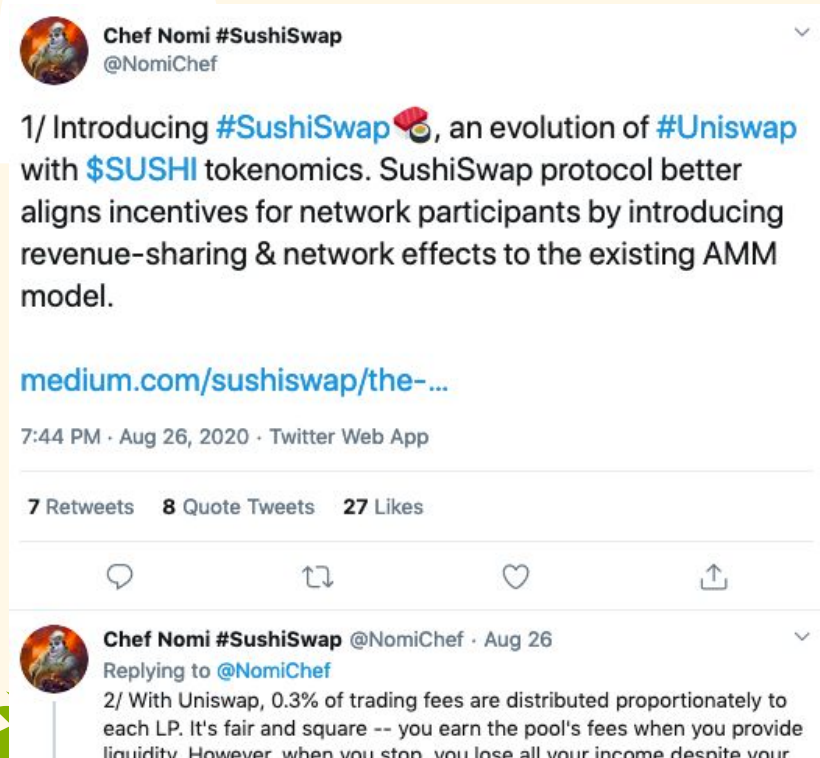 Chef Nomi #SushiSwap
@NomiChef
1/ Introducing #SushiSwap🍣, an evolution of #Uniswap
with $SUSHI tokenomics. SushiSwap protocol better
aligns incentives for network participants by introducing
revenue-sharing & network effects to the existing AMM
model.
medium.com/sushiswap/the-...
7:44 PM · Aug 26, 2020 · Twitter Web App
7 Retweets 8 Quote Tweets 27 Likes
Chef Nomi #SushiSwap @NomiChef · Aug 26
Replying to @NomiChef
2/ With Uniswap, 0.3% of trading fees are distributed proportionately to
each LP. It's fair and square -- you earn the pool's fees when you provide
liquidity. However, when you stop, you lose all your income despite your